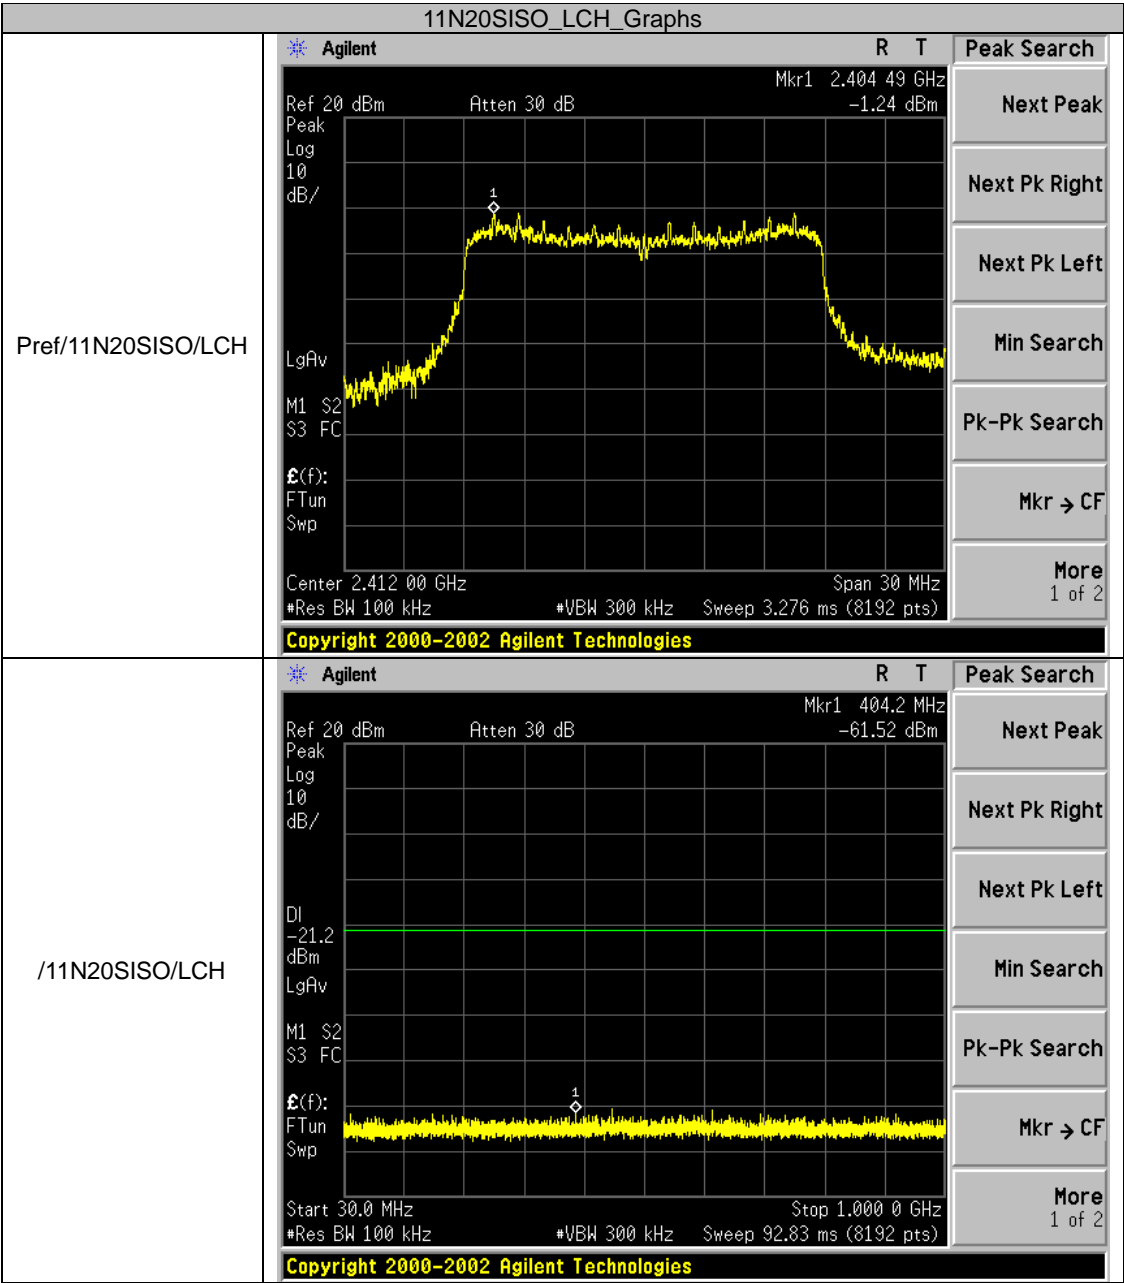 11N20SISO_LCH_Graphs
Pref/11N20SISO/LCH
Agilent R T
Peak Search
Mkr1 2.404 49 GHz
Ref 20 dBm Atten 30 dB -1.24 dBm
Peak
Log
10
dB/
1
LgAv
M1 S2
S3 FC
£(f):
FTun
Swp
Center 2.412 00 GHz Span 30 MHz
#Res BW 100 kHz #VBW 300 kHz Sweep 3.276 ms (8192 pts)
Copyright 2000-2002 Agilent Technologies
Next Peak
Next Pk Right
Next Pk Left
Min Search
Pk-Pk Search
Mkr → CF
More
1 of 2
/11N20SISO/LCH
Agilent R T
Peak Search
Mkr1 404.2 MHz
Ref 20 dBm Atten 30 dB -61.52 dBm
Peak
Log
10
dB/
DI
-21.2
dBm
LgAv
M1 S2
S3 FC
1
£(f):
FTun
Swp
Start 30.0 MHz Stop 1.000 0 GHz
#Res BW 100 kHz #VBW 300 kHz Sweep 92.83 ms (8192 pts)
Copyright 2000-2002 Agilent Technologies
Next Peak
Next Pk Right
Next Pk Left
Min Search
Pk-Pk Search
Mkr → CF
More
1 of 2